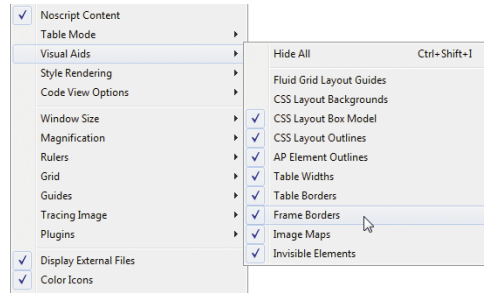 Noscript Content
Table Mode
Visual Aids
Style Rendering
Code View Options
Window Size
Magnification
Rulers
Grid
Guides
Tracing Image
Plugins
Display External Files
Color Icons
Hide All Ctrl+Shift+I
Fluid Grid Layout Guides
CSS Layout Backgrounds
CSS Layout Box Model
CSS Layout Outlines
AP Element Outlines
Table Widths
Table Borders
Frame Borders
Image Maps
Invisible Elements